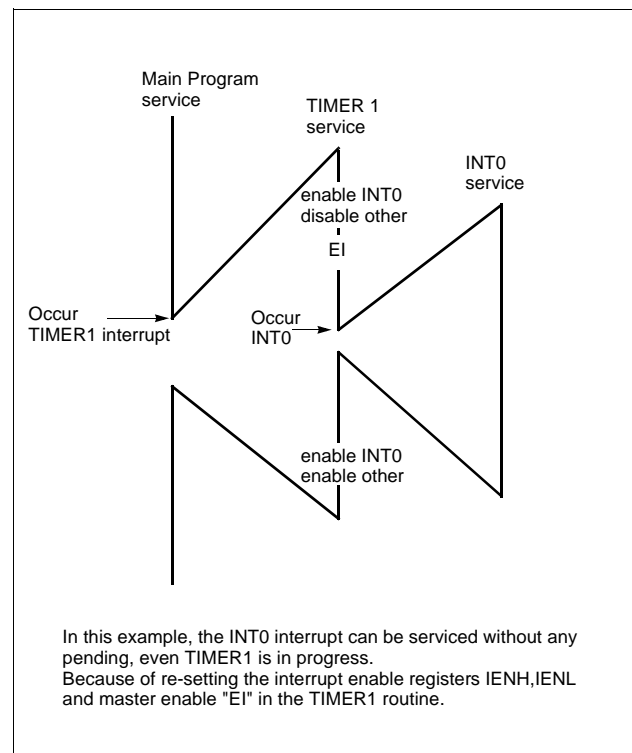 Main Program
service
TIMER 1
service
INT0
service
enable INT0
disable other
EI
Occur
TIMER1 interrupt
Occur
INT0
enable INT0
enable other
In this example, the INT0 interrupt can be serviced without any
pending, even TIMER1 is in progress.
Because of re-setting the interrupt enable registers IENH,IENL
and master enable "EI" in the TIMER1 routine.